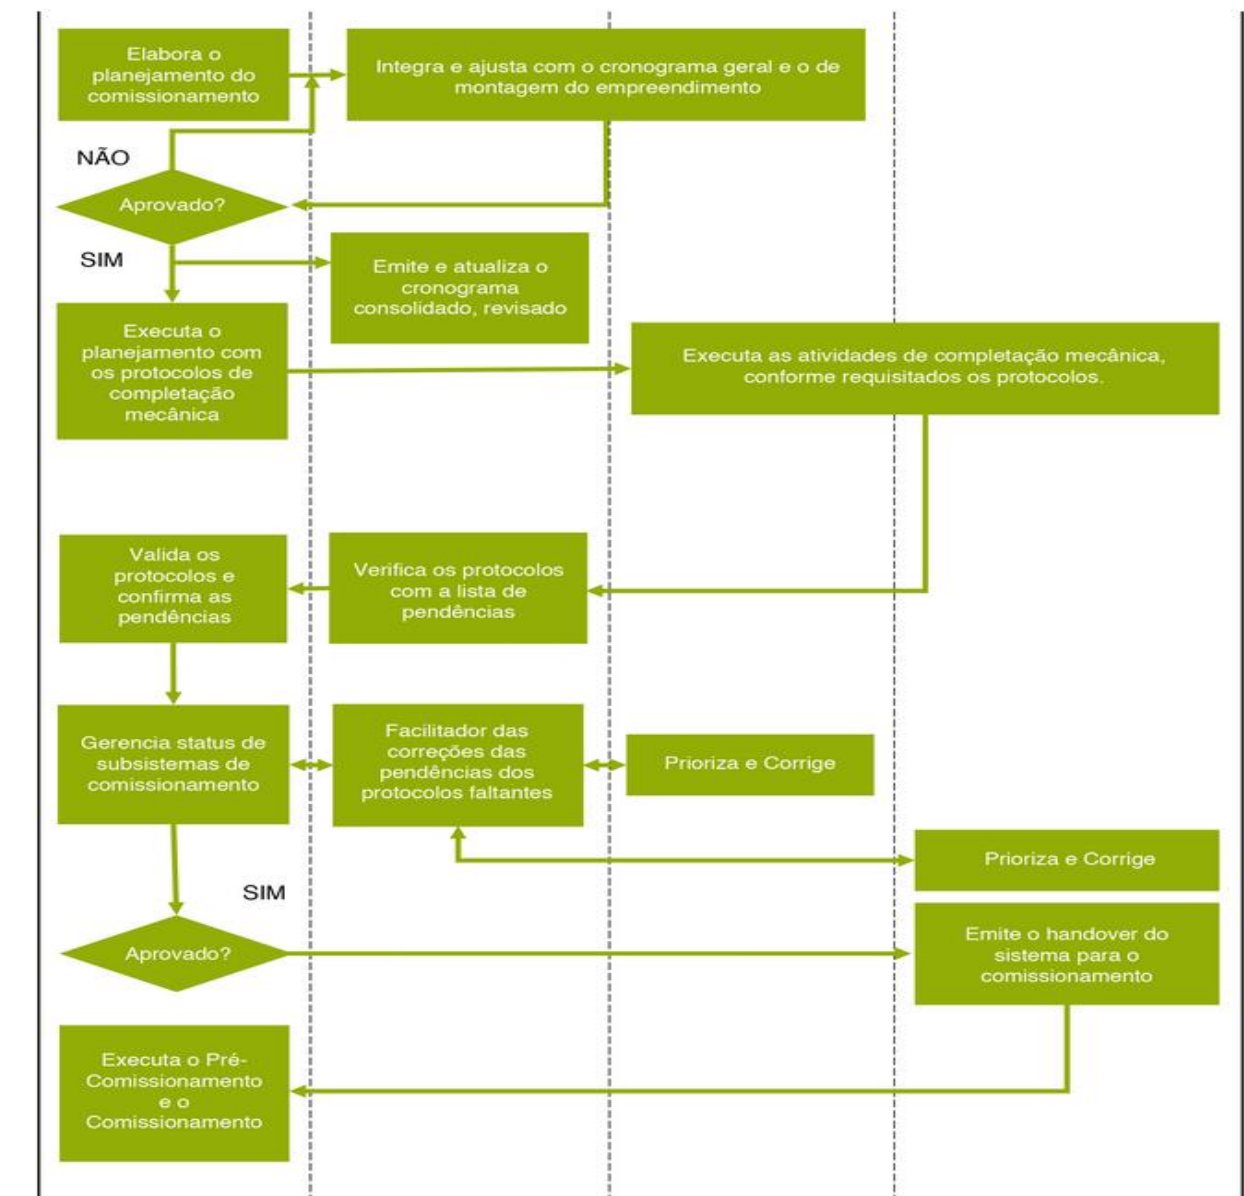 Elabora o
planejamento do
comissionamento
Integra e ajusta com o cronograma geral e o de
montagem do empreendimento
NÃO
Aprovado?
SIM
Emite e atualiza o
cronograma
consolidado, revisado
Executa o
planejamento com
os protocolos de
completação
mecânica
Executa as atividades de completação mecânica,
conforme requisitados os protocolos.
Valida os
protocolos e
confirma as
pendências
Verifica os protocolos
com a lista de
pendências
Gerencia status de
subsistemas de
comissionamento
Facilitador das
correções das
pendências dos
protocolos faltantes
Prioriza e Corrige
Prioriza e Corrige
SIM
Aprovado?
Emite o handover do
sistema para o
comissionamento
Executa o Pré-
Comissionamento
e o
Comissionamento